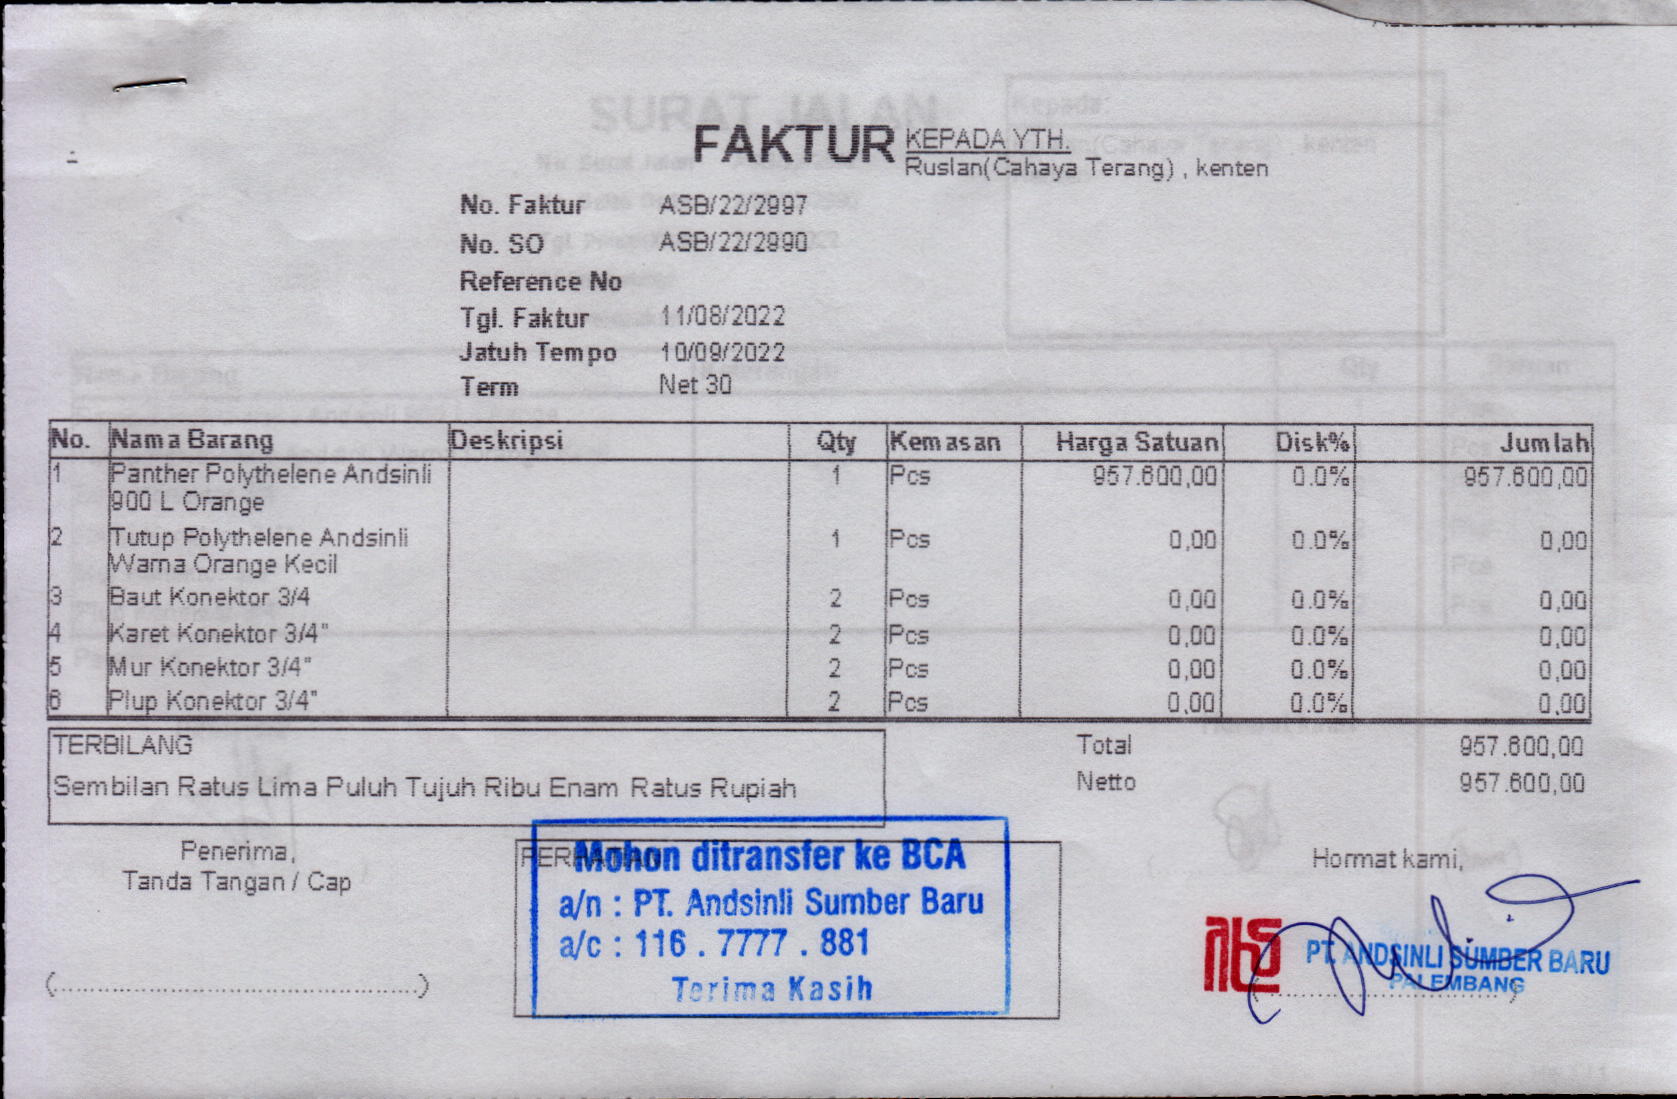 FAKTUR
KEPADA YTH.
Ruslan(Cahaya Terang) , kenten
No. Faktur ASB/22/2997
No. SO ASB/22/2990
Reference No
Tgl. Faktur 11/08/2022
Jatuh Tempo 10/09/2022
Term Net 30
No. Nama Barang Deskripsi Qty Kemasan Harga Satuan Disk% Jumlah
1 Panther Polythelene Andsinli 1 Pcs 957.600,00 0.0% 957.600,00
900 L Orange
2 Tutup Polythelene Andsinli 1 Pcs 0,00 0.0% 0,00
Warna Orange Kecil
3 Baut Konektor 3/4 2 Pcs 0,00 0.0% 0,00
4 Karet Konektor 3/4" 2 Pcs 0,00 0.0% 0,00
5 Mur Konektor 3/4" 2 Pcs 0,00 0.0% 0,00
6 Plup Konektor 3/4" 2 Pcs 0,00 0.0% 0,00
TERBILANG
Sembilan Ratus Lima Puluh Tujuh Ribu Enam Ratus Rupiah
Total 957.600,00
Netto 957.600,00
Penerima,
Tanda Tangan / Cap
Mohon ditransfer ke BCA
a/n : PT. Andsinli Sumber Baru
a/c : 116 . 7777 . 881
Terima Kasih
Hormat kami,
PT. ANDSINLI SUMBER BARU
PALEMBANG
SURAT JALAN
Kepada: